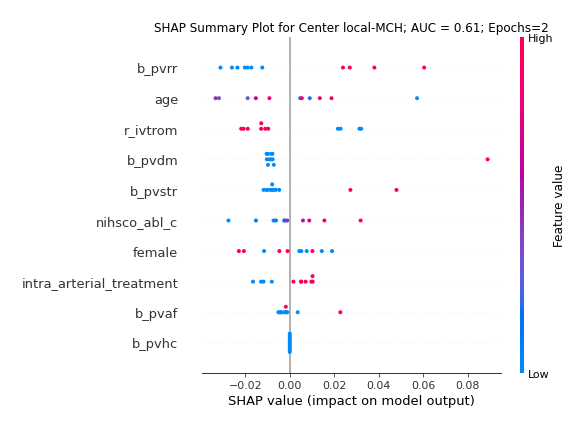 SHAP Summary Plot for Center local-MCH; AUC = 0.61; Epochs=2
High
b_pvrr
age
r_ivtrom
b_pvdm
b_pvstr
nihsco_abl_c
female
intra_arterial_treatment
b_pvaf
b_pvhc
Feature value
Low
−0.02 0.00 0.02 0.04 0.06 0.08
SHAP value (impact on model output)